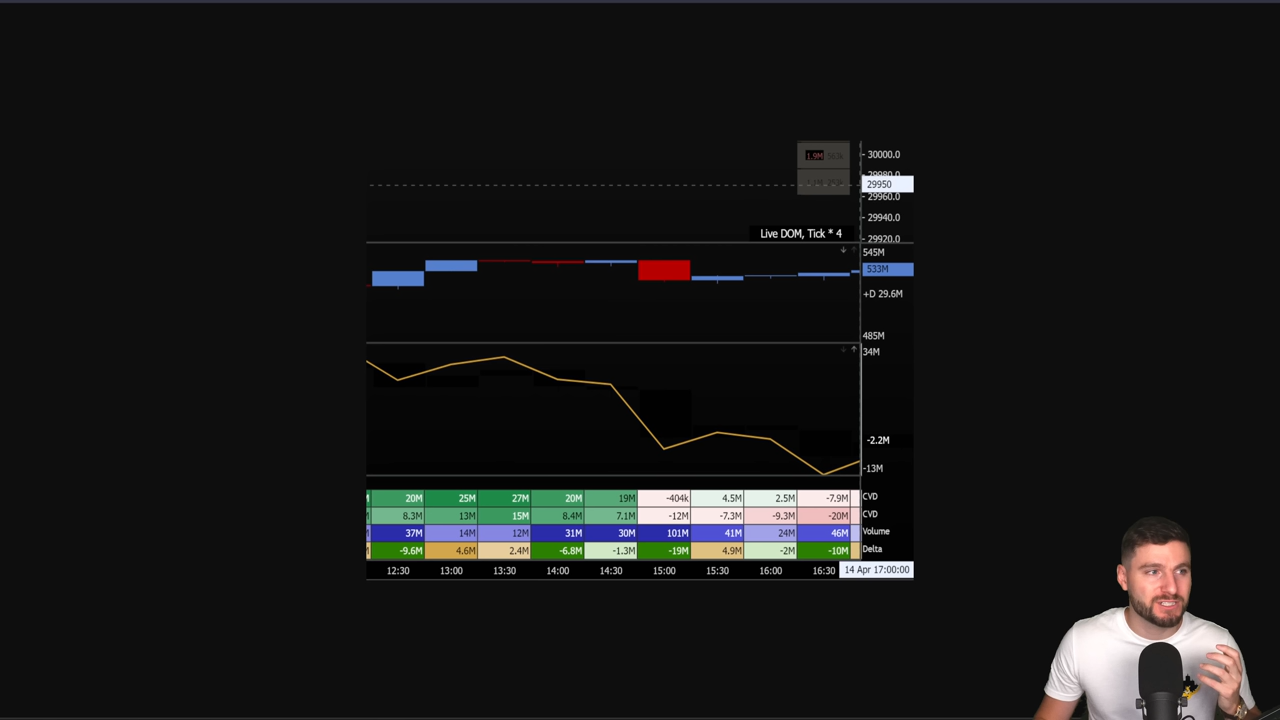 1.9M 563k
30000.0
29980.0
29950
29960.0
29940.0
Live DOM, Tick * 4
29920.0
545M
533M
+D 29.6M
485M
34M
-2.2M
-13M
20M 25M 27M 20M 19M -404k 4.5M 2.5M -7.9M CVD
8.3M 13M 15M 8.4M 7.1M -12M -7.3M -9.3M -20M CVD
37M 14M 12M 31M 30M 101M 41M 24M 46M Volume
-9.6M 4.6M 2.4M -6.8M -1.3M -19M 4.9M -2M -10M Delta
12:30 13:00 13:30 14:00 14:30 15:00 15:30 16:00 16:30 14 Apr 17:00:00